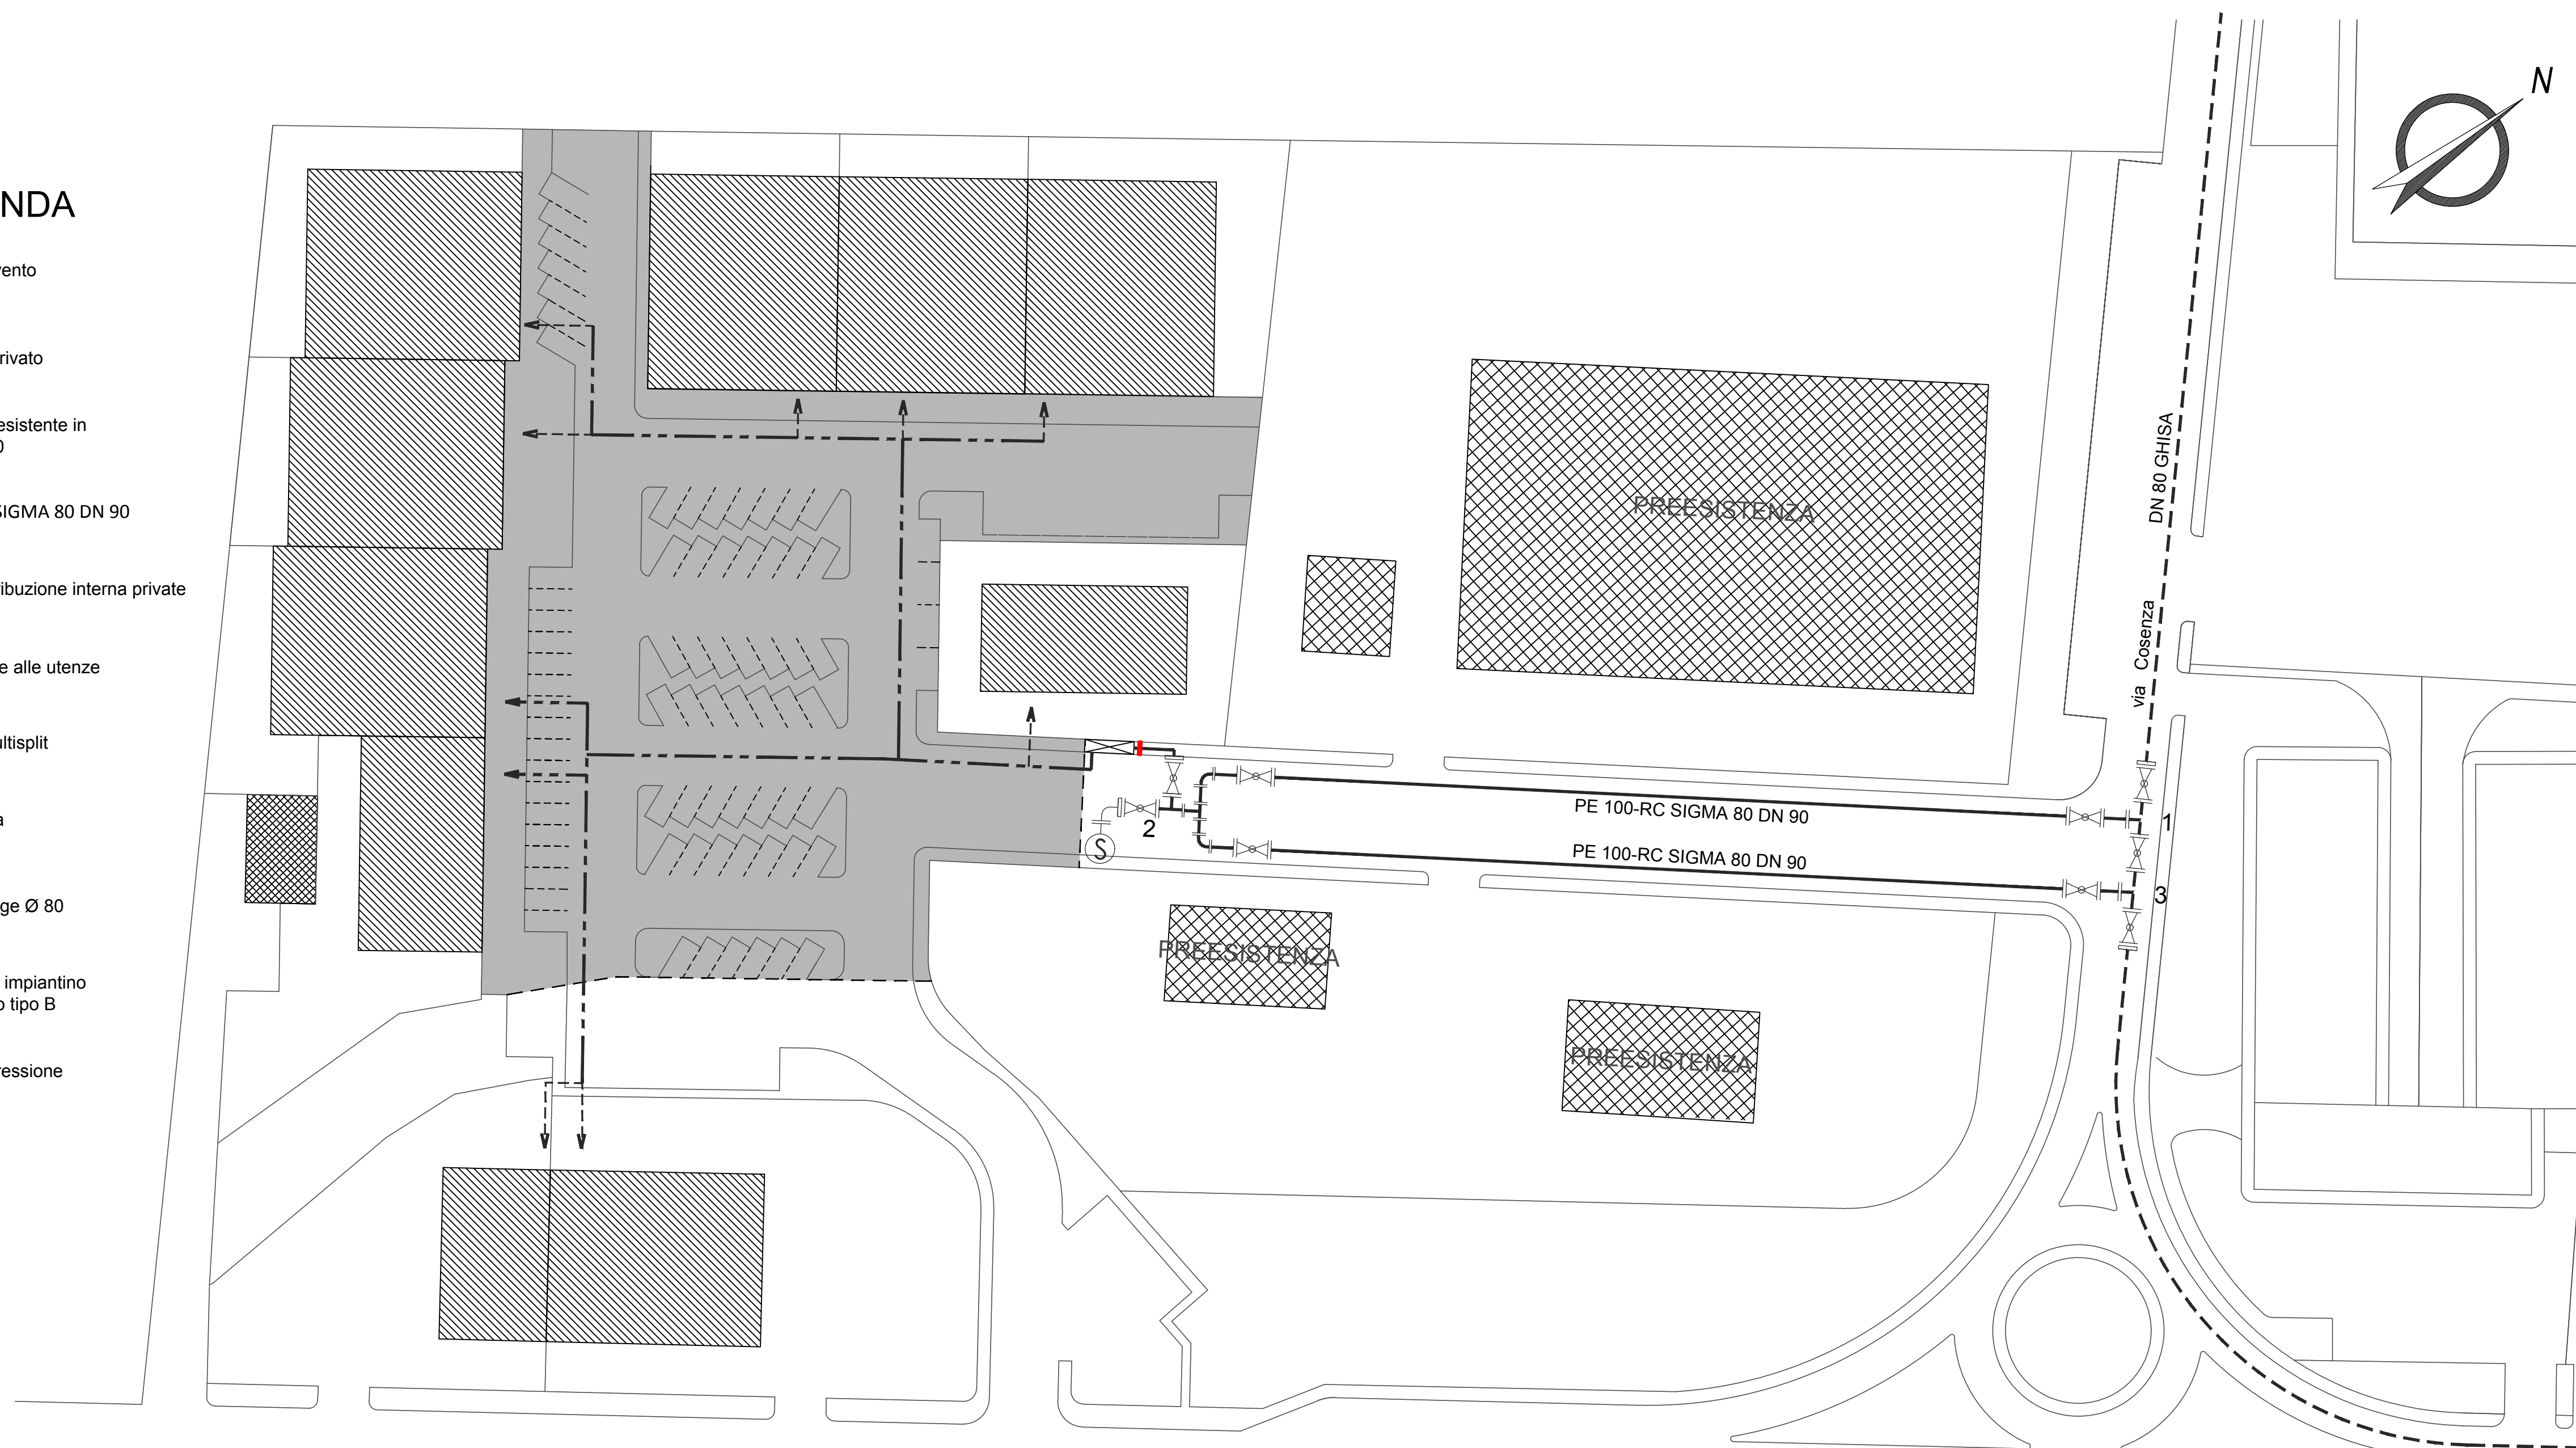 N
NDA
vento
rivato
esistente in
0
SIGMA 80 DN 90
ribuzione interna private
e alle utenze
ultisplit
a
ge Ø 80
impiantino
o tipo B
ressione
PREESISTENZA
DN 80 GHISA
via Cosenza
PE 100-RC SIGMA 80 DN 90
1
2
S
PE 100-RC SIGMA 80 DN 90
3
PREESISTENZA
PREESISTENZA